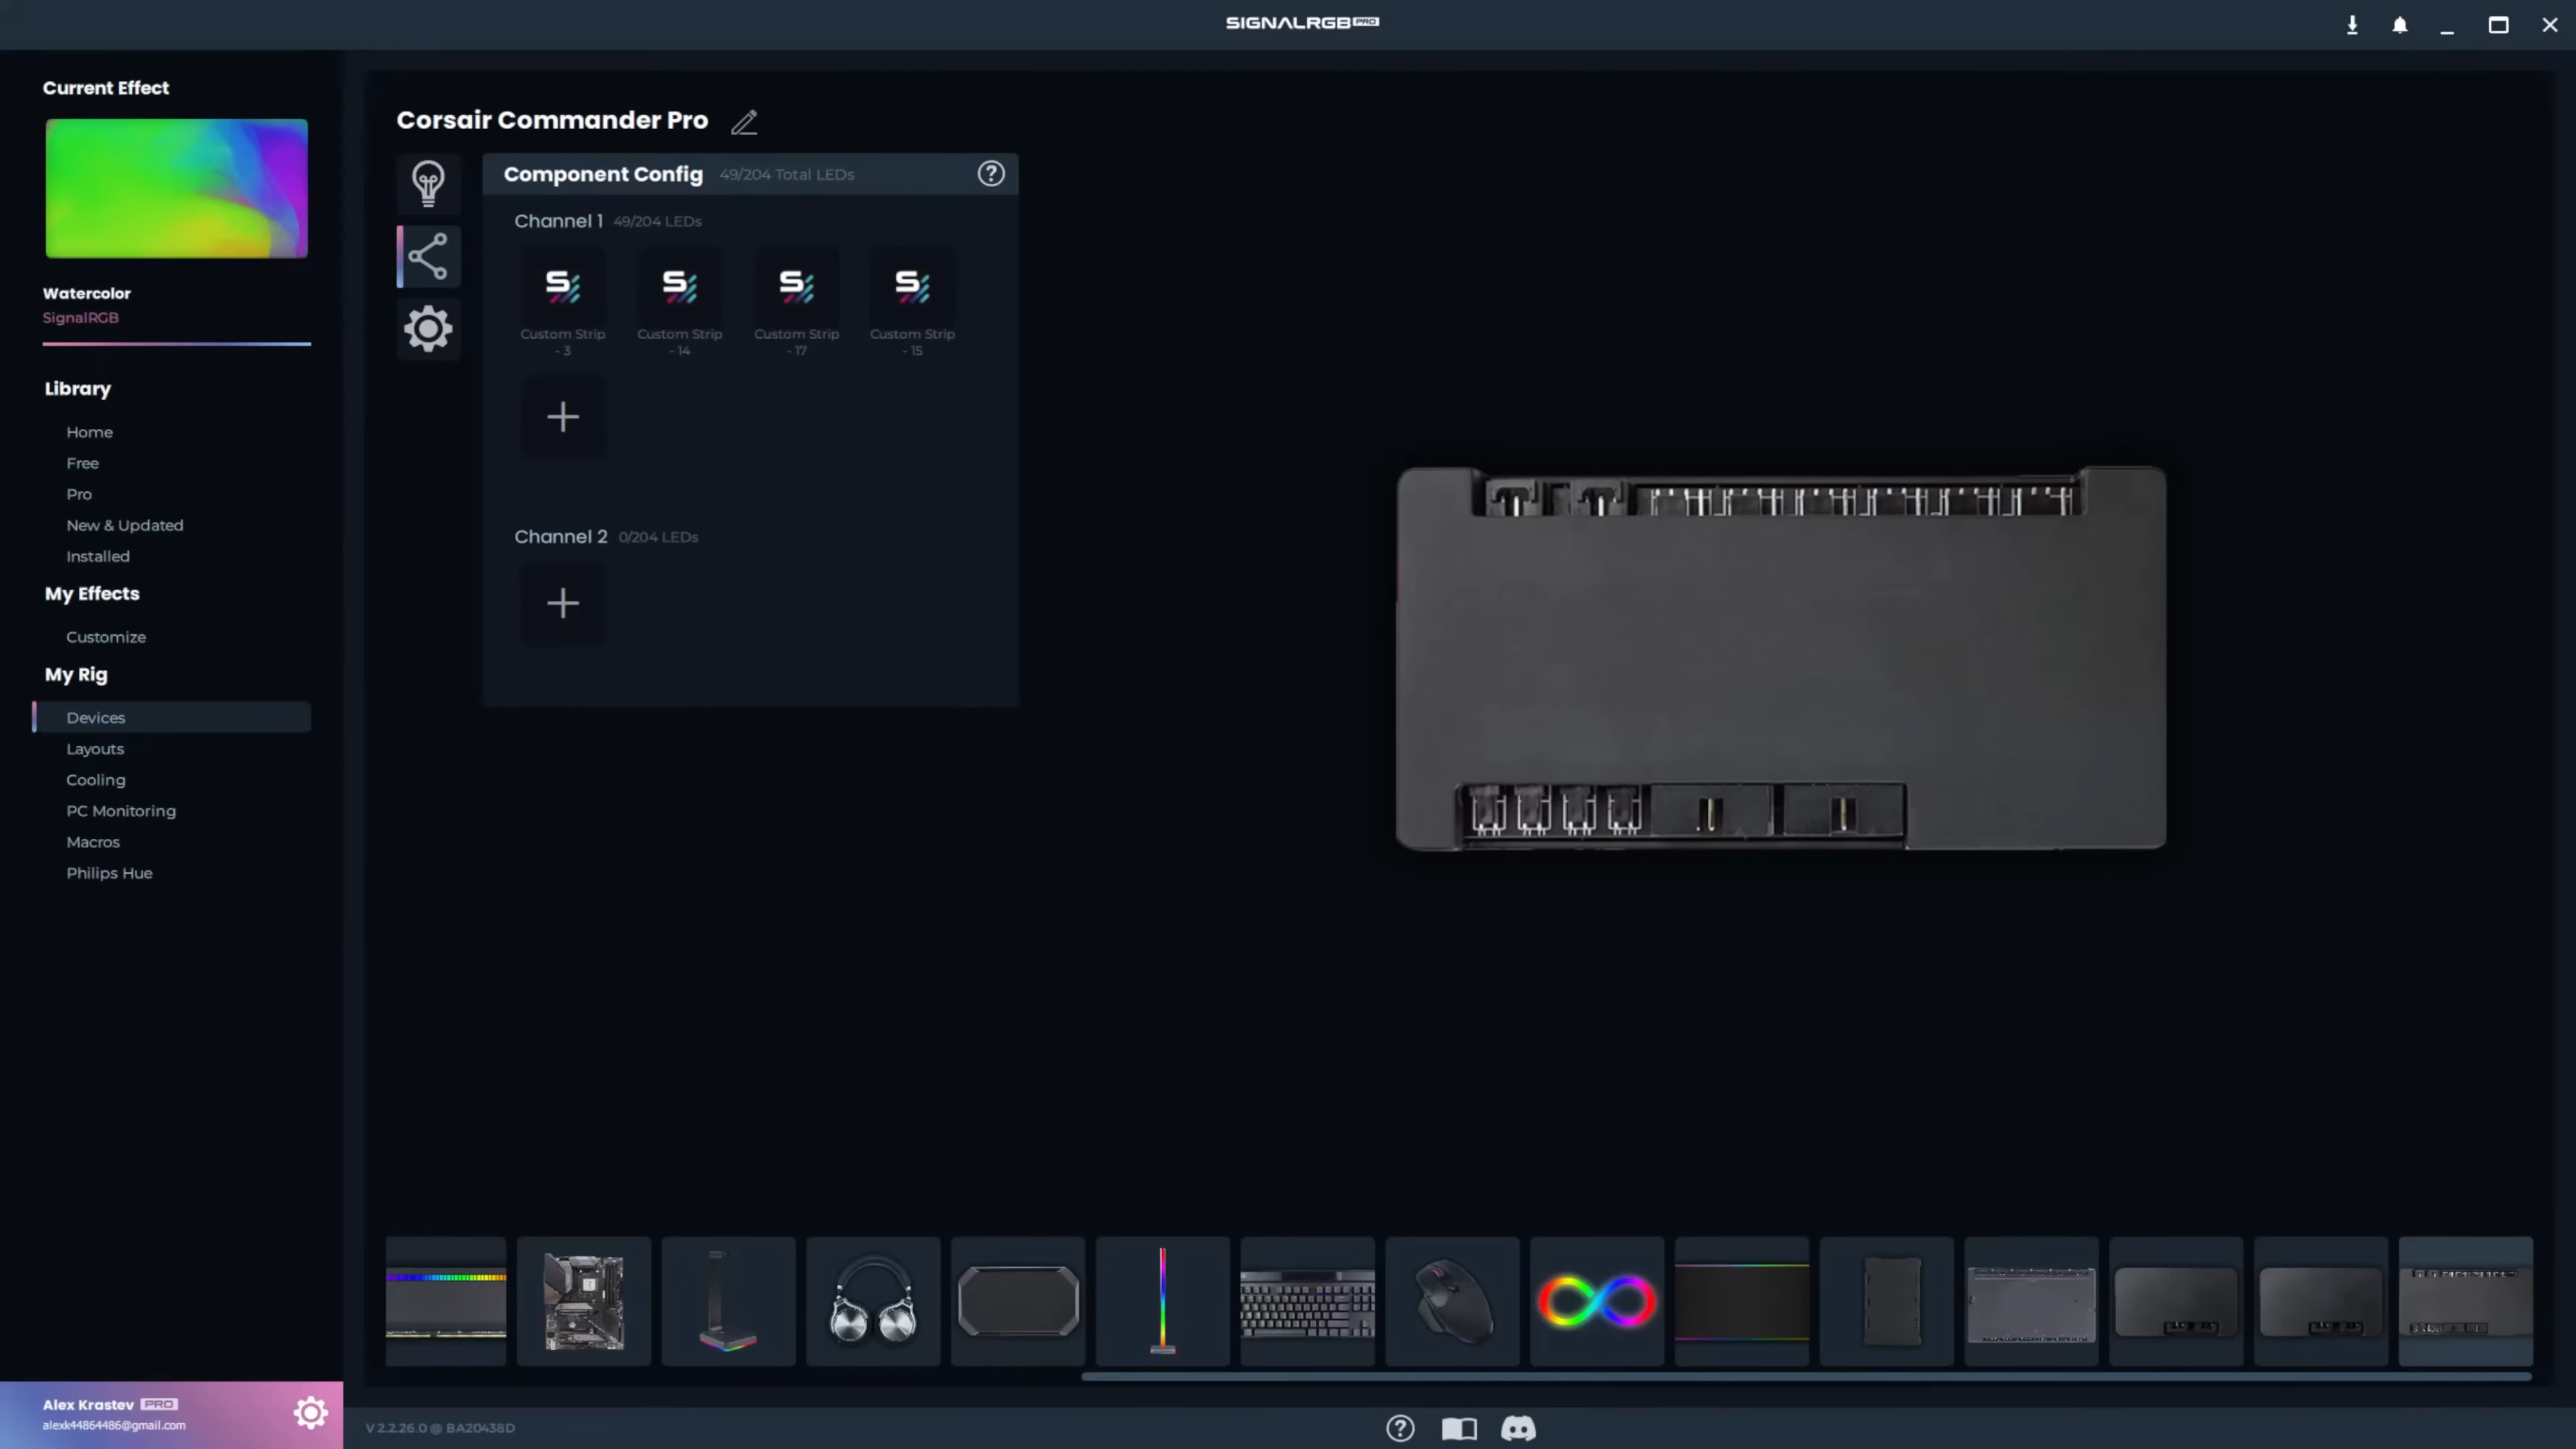 SIGNALRGB PRO
Current Effect
Watercolor
SignalRGB
Library
Home
Free
Pro
New & Updated
Installed
My Effects
Customize
My Rig
Devices
Layouts
Cooling
PC Monitoring
Macros
Philips Hue
Alex Krastev PRO
alexk44864486@gmail.com
Corsair Commander Pro
Component Config 49/204 Total LEDs
Channel 1 49/204 LEDs
Custom Strip
- 3
Custom Strip
- 14
Custom Strip
- 17
Custom Strip
- 15
Channel 2 0/204 LEDs
V 2.2.26.0 @ BA20438D